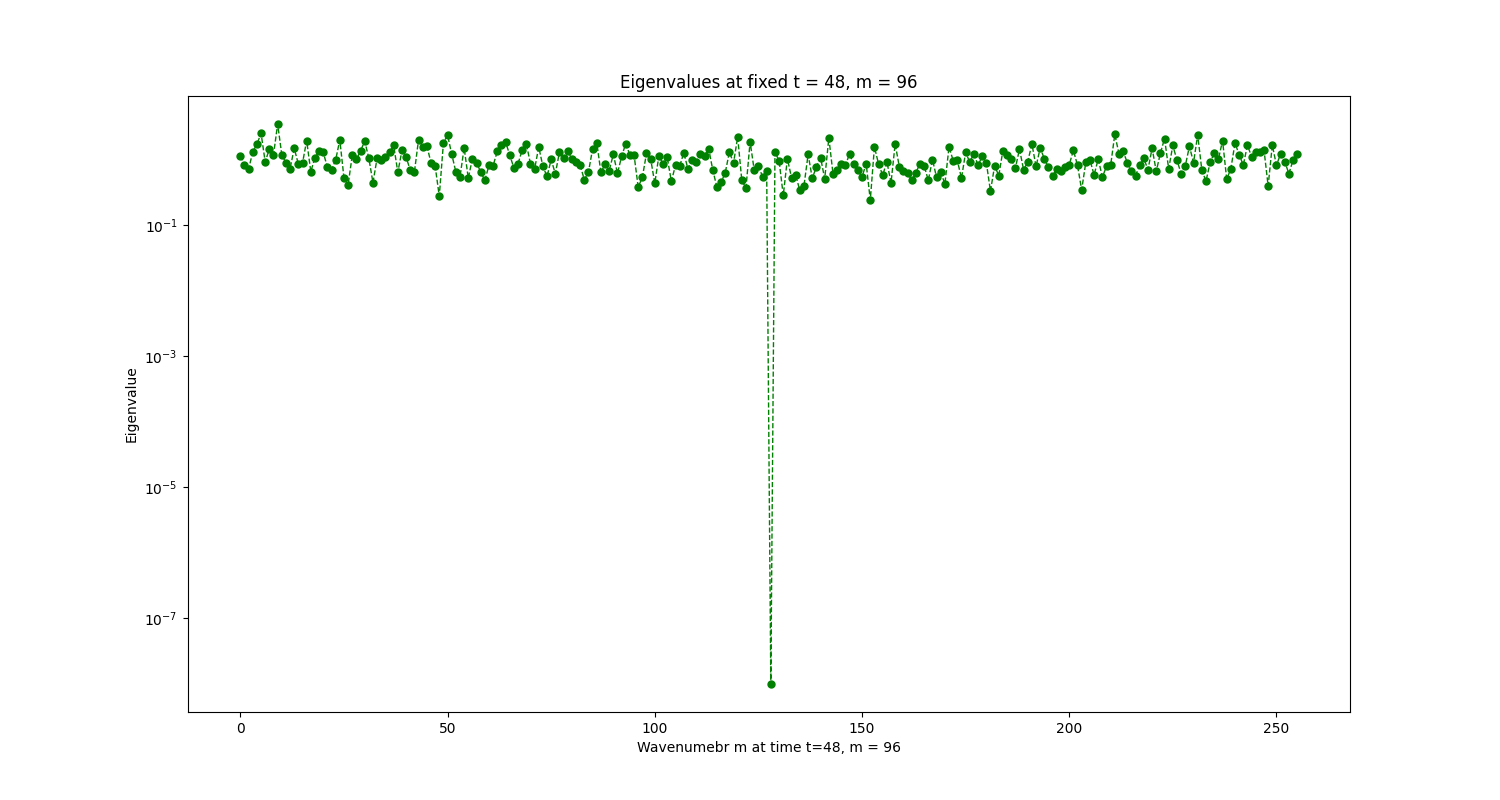 Eigenvalues at fixed t = 48, m = 96
10⁻¹
10⁻³
10⁻⁵
10⁻⁷
Eigenvalue
0 50 100 150 200 250
Wavenumebr m at time t=48, m = 96